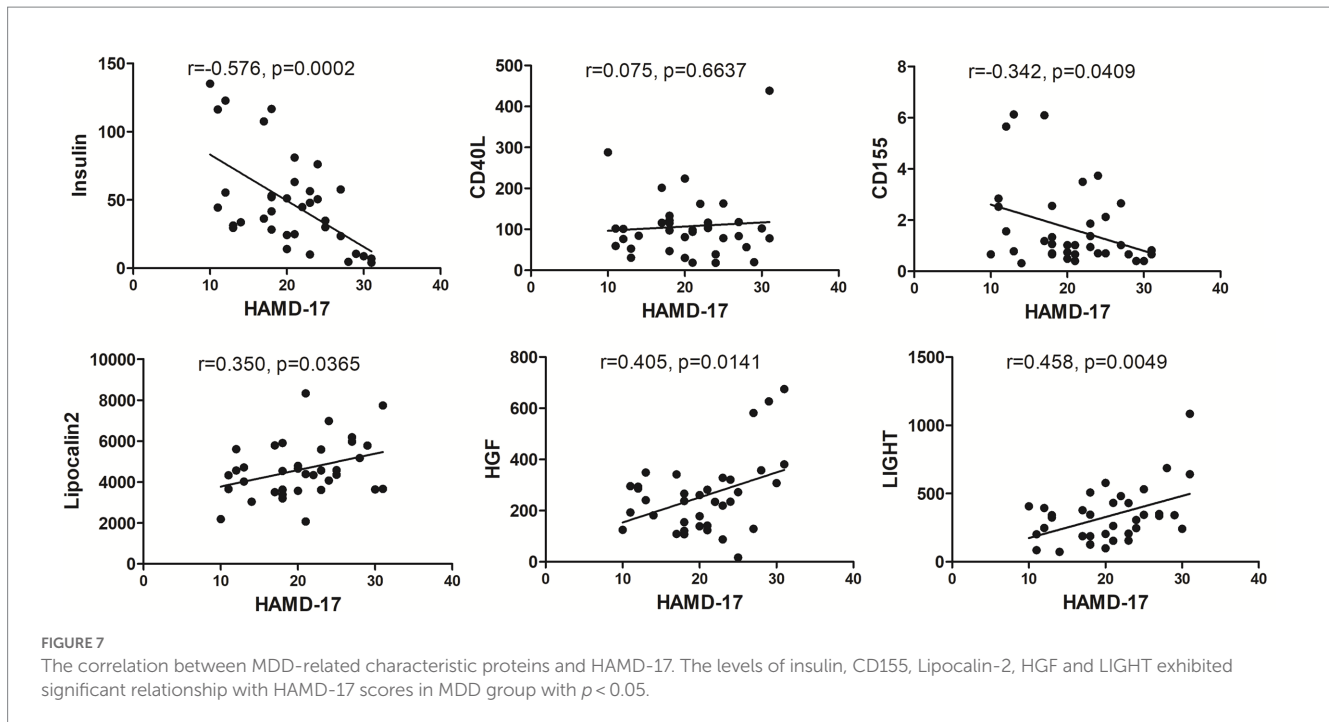 r=-0.576, p=0.0002
150
100
50
0
Insulin
0
10
20
30
40
HAMD-17
r=0.075, p=0.6637
500
400
300
200
100
0
CD40L
0
10
20
30
40
HAMD-17
r=-0.342, p=0.0409
8
6
4
2
0
CD155
0
10
20
30
40
HAMD-17
r=0.350, p=0.0365
10000
8000
6000
4000
2000
0
Lipocalin2
0
10
20
30
40
HAMD-17
r=0.405, p=0.0141
800
600
400
200
0
HGF
0
10
20
30
40
HAMD-17
r=0.458, p=0.0049
1500
1000
500
0
LIGHT
0
10
20
30
40
HAMD-17
FIGURE 7
The correlation between MDD-related characteristic proteins and HAMD-17. The levels of insulin, CD155, Lipocalin-2, HGF and LIGHT exhibited
significant relationship with HAMD-17 scores in MDD group with p < 0.05.